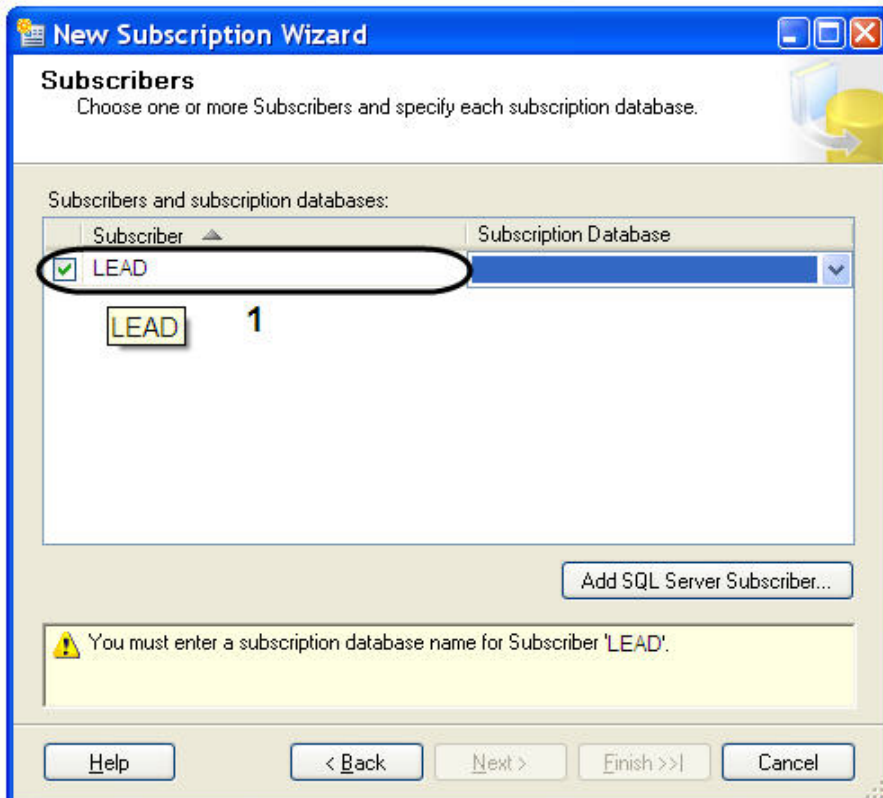 New Subscription Wizard
Subscribers
Choose one or more Subscribers and specify each subscription database.
Subscribers and subscription databases:
Subscriber Subscription Database
LEAD
LEAD 1
Add SQL Server Subscriber...
You must enter a subscription database name for Subscriber 'LEAD'.
Help < Back Next > Finish >>| Cancel